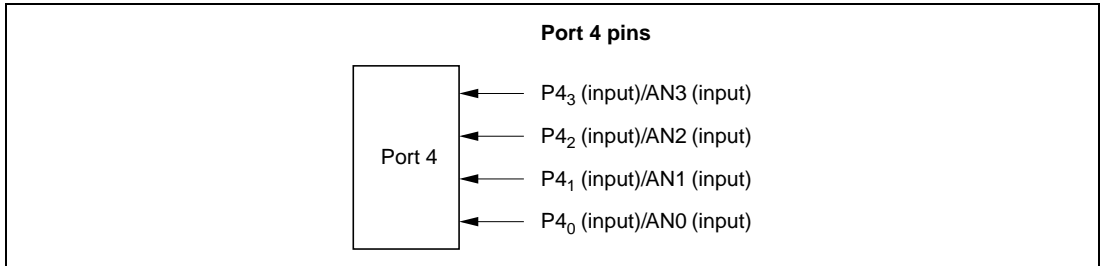 Port 4 pins
P4₃ (input)/AN3 (input)
P4₂ (input)/AN2 (input)
Port 4
P4₁ (input)/AN1 (input)
P4₀ (input)/AN0 (input)